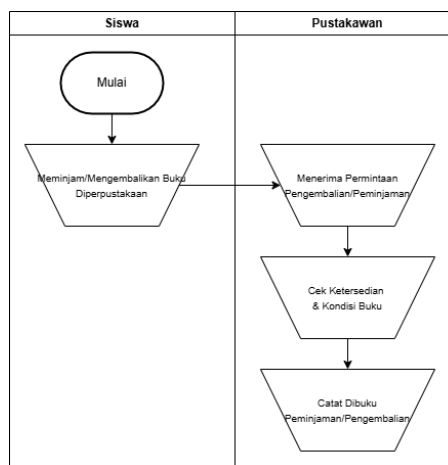 Siswa
Pustakawan
Mulai
Meminjam/Mengembalikan Buku
Diperpustakaan
Menerima Permintaan
Pengembalian/Peminjaman
Cek Ketersedian
& Kondisi Buku
Catat Dibuku
Peminjaman/Pengembalian